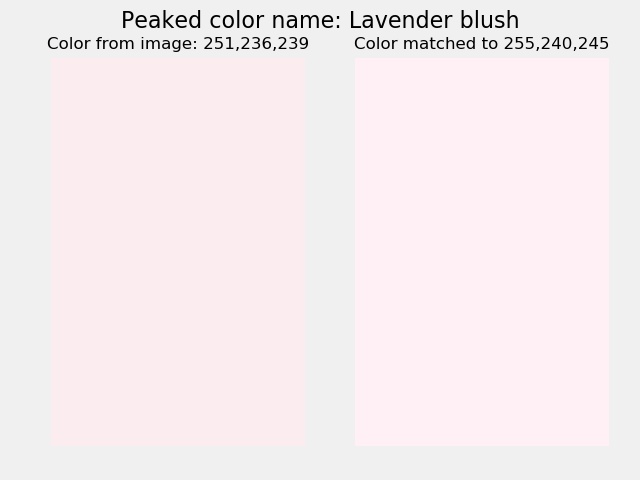 Peaked color name: Lavender blush
Color from image: 251,236,239
Color matched to 255,240,245